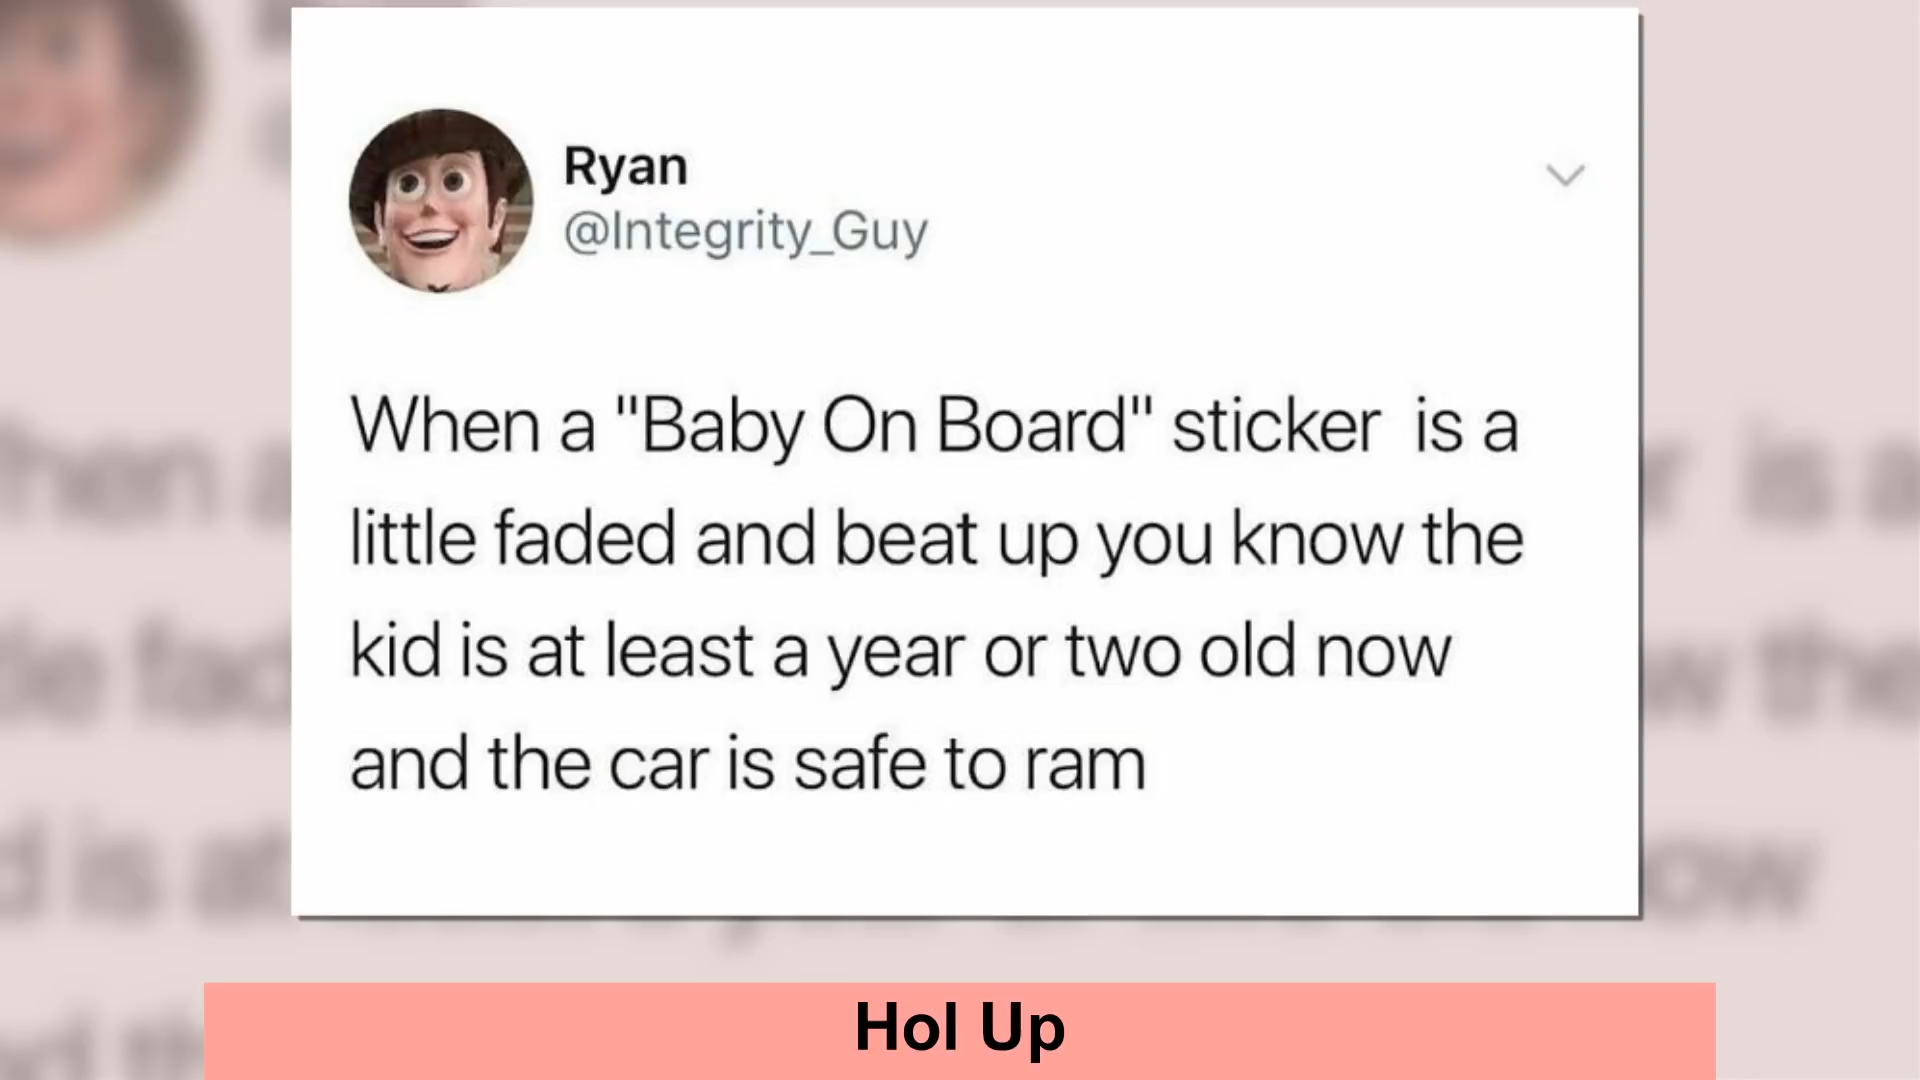 Ryan
@Integrity_Guy
When a "Baby On Board" sticker is a
little faded and beat up you know the
kid is at least a year or two old now
and the car is safe to ram
Hol Up